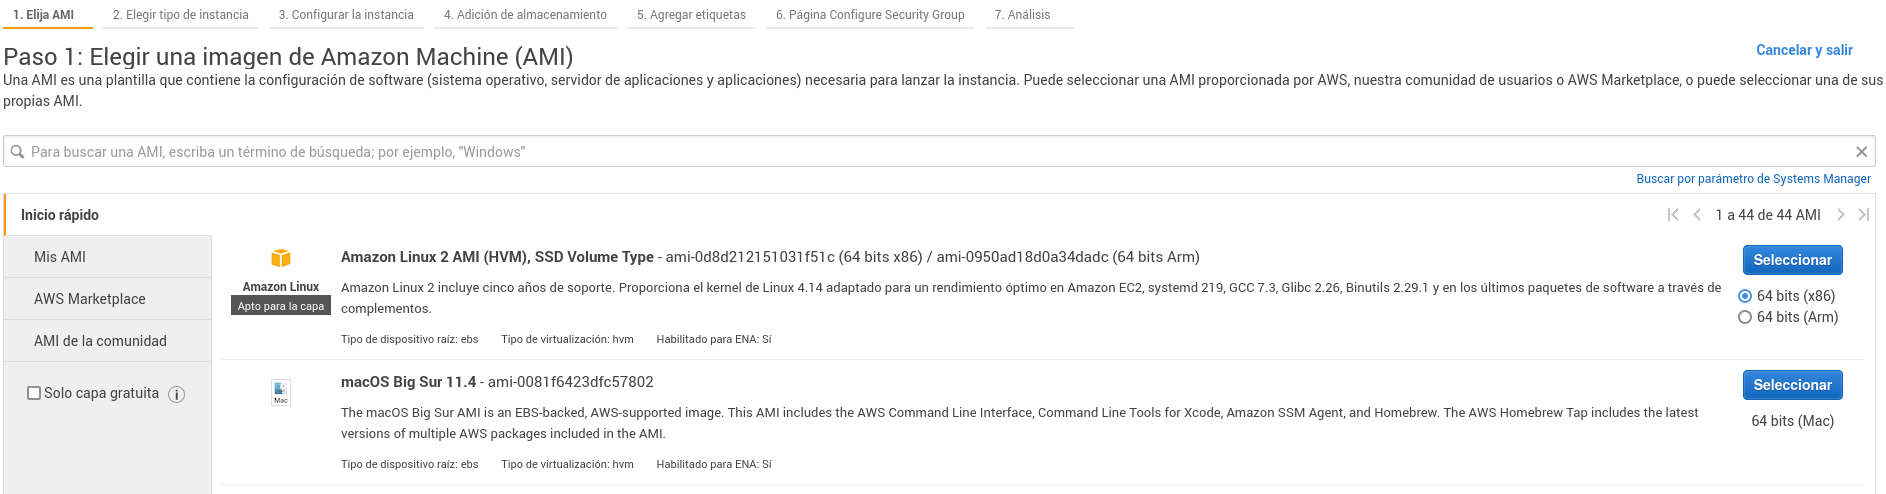 1. Elija AMI
2. Elegir tipo de instancia
3. Configurar la instancia
4. Adición de almacenamiento
5. Agregar etiquetas
6. Página Configure Security Group
7. Análisis
Paso 1: Elegir una imagen de Amazon Machine (AMI)
Cancelar y salir
Una AMI es una plantilla que contiene la configuración de software (sistema operativo, servidor de aplicaciones y aplicaciones) necesaria para lanzar la instancia. Puede seleccionar una AMI proporcionada por AWS, nuestra comunidad de usuarios o AWS Marketplace, o puede seleccionar una de sus
propias AMI.
Para buscar una AMI, escriba un término de búsqueda; por ejemplo, "Windows"
Buscar por parámetro de Systems Manager
Inicio rápido
1 a 44 de 44 AMI
Mis AMI
AWS Marketplace
AMI de la comunidad
Solo capa gratuita
Amazon Linux
Apto para la capa
Amazon Linux 2 AMI (HVM), SSD Volume Type - ami-0d8d212151031f51c (64 bits x86) / ami-0950ad18d0a34dadc (64 bits Arm)
Amazon Linux 2 incluye cinco años de soporte. Proporciona el kernel de Linux 4.14 adaptado para un rendimiento óptimo en Amazon EC2, systemd 219, GCC 7.3, Glibc 2.26, Binutils 2.29.1 y en los últimos paquetes de software a través de
complementos.
Tipo de dispositivo raíz: ebs Tipo de virtualización: hvm Habilitado para ENA: Sí
Seleccionar
64 bits (x86)
64 bits (Arm)
Mac
macOS Big Sur 11.4 - ami-0081f6423dfc57802
The macOS Big Sur AMI is an EBS-backed, AWS-supported image. This AMI includes the AWS Command Line Interface, Command Line Tools for Xcode, Amazon SSM Agent, and Homebrew. The AWS Homebrew Tap includes the latest
versions of multiple AWS packages included in the AMI.
Tipo de dispositivo raíz: ebs Tipo de virtualización: hvm Habilitado para ENA: Sí
Seleccionar
64 bits (Mac)